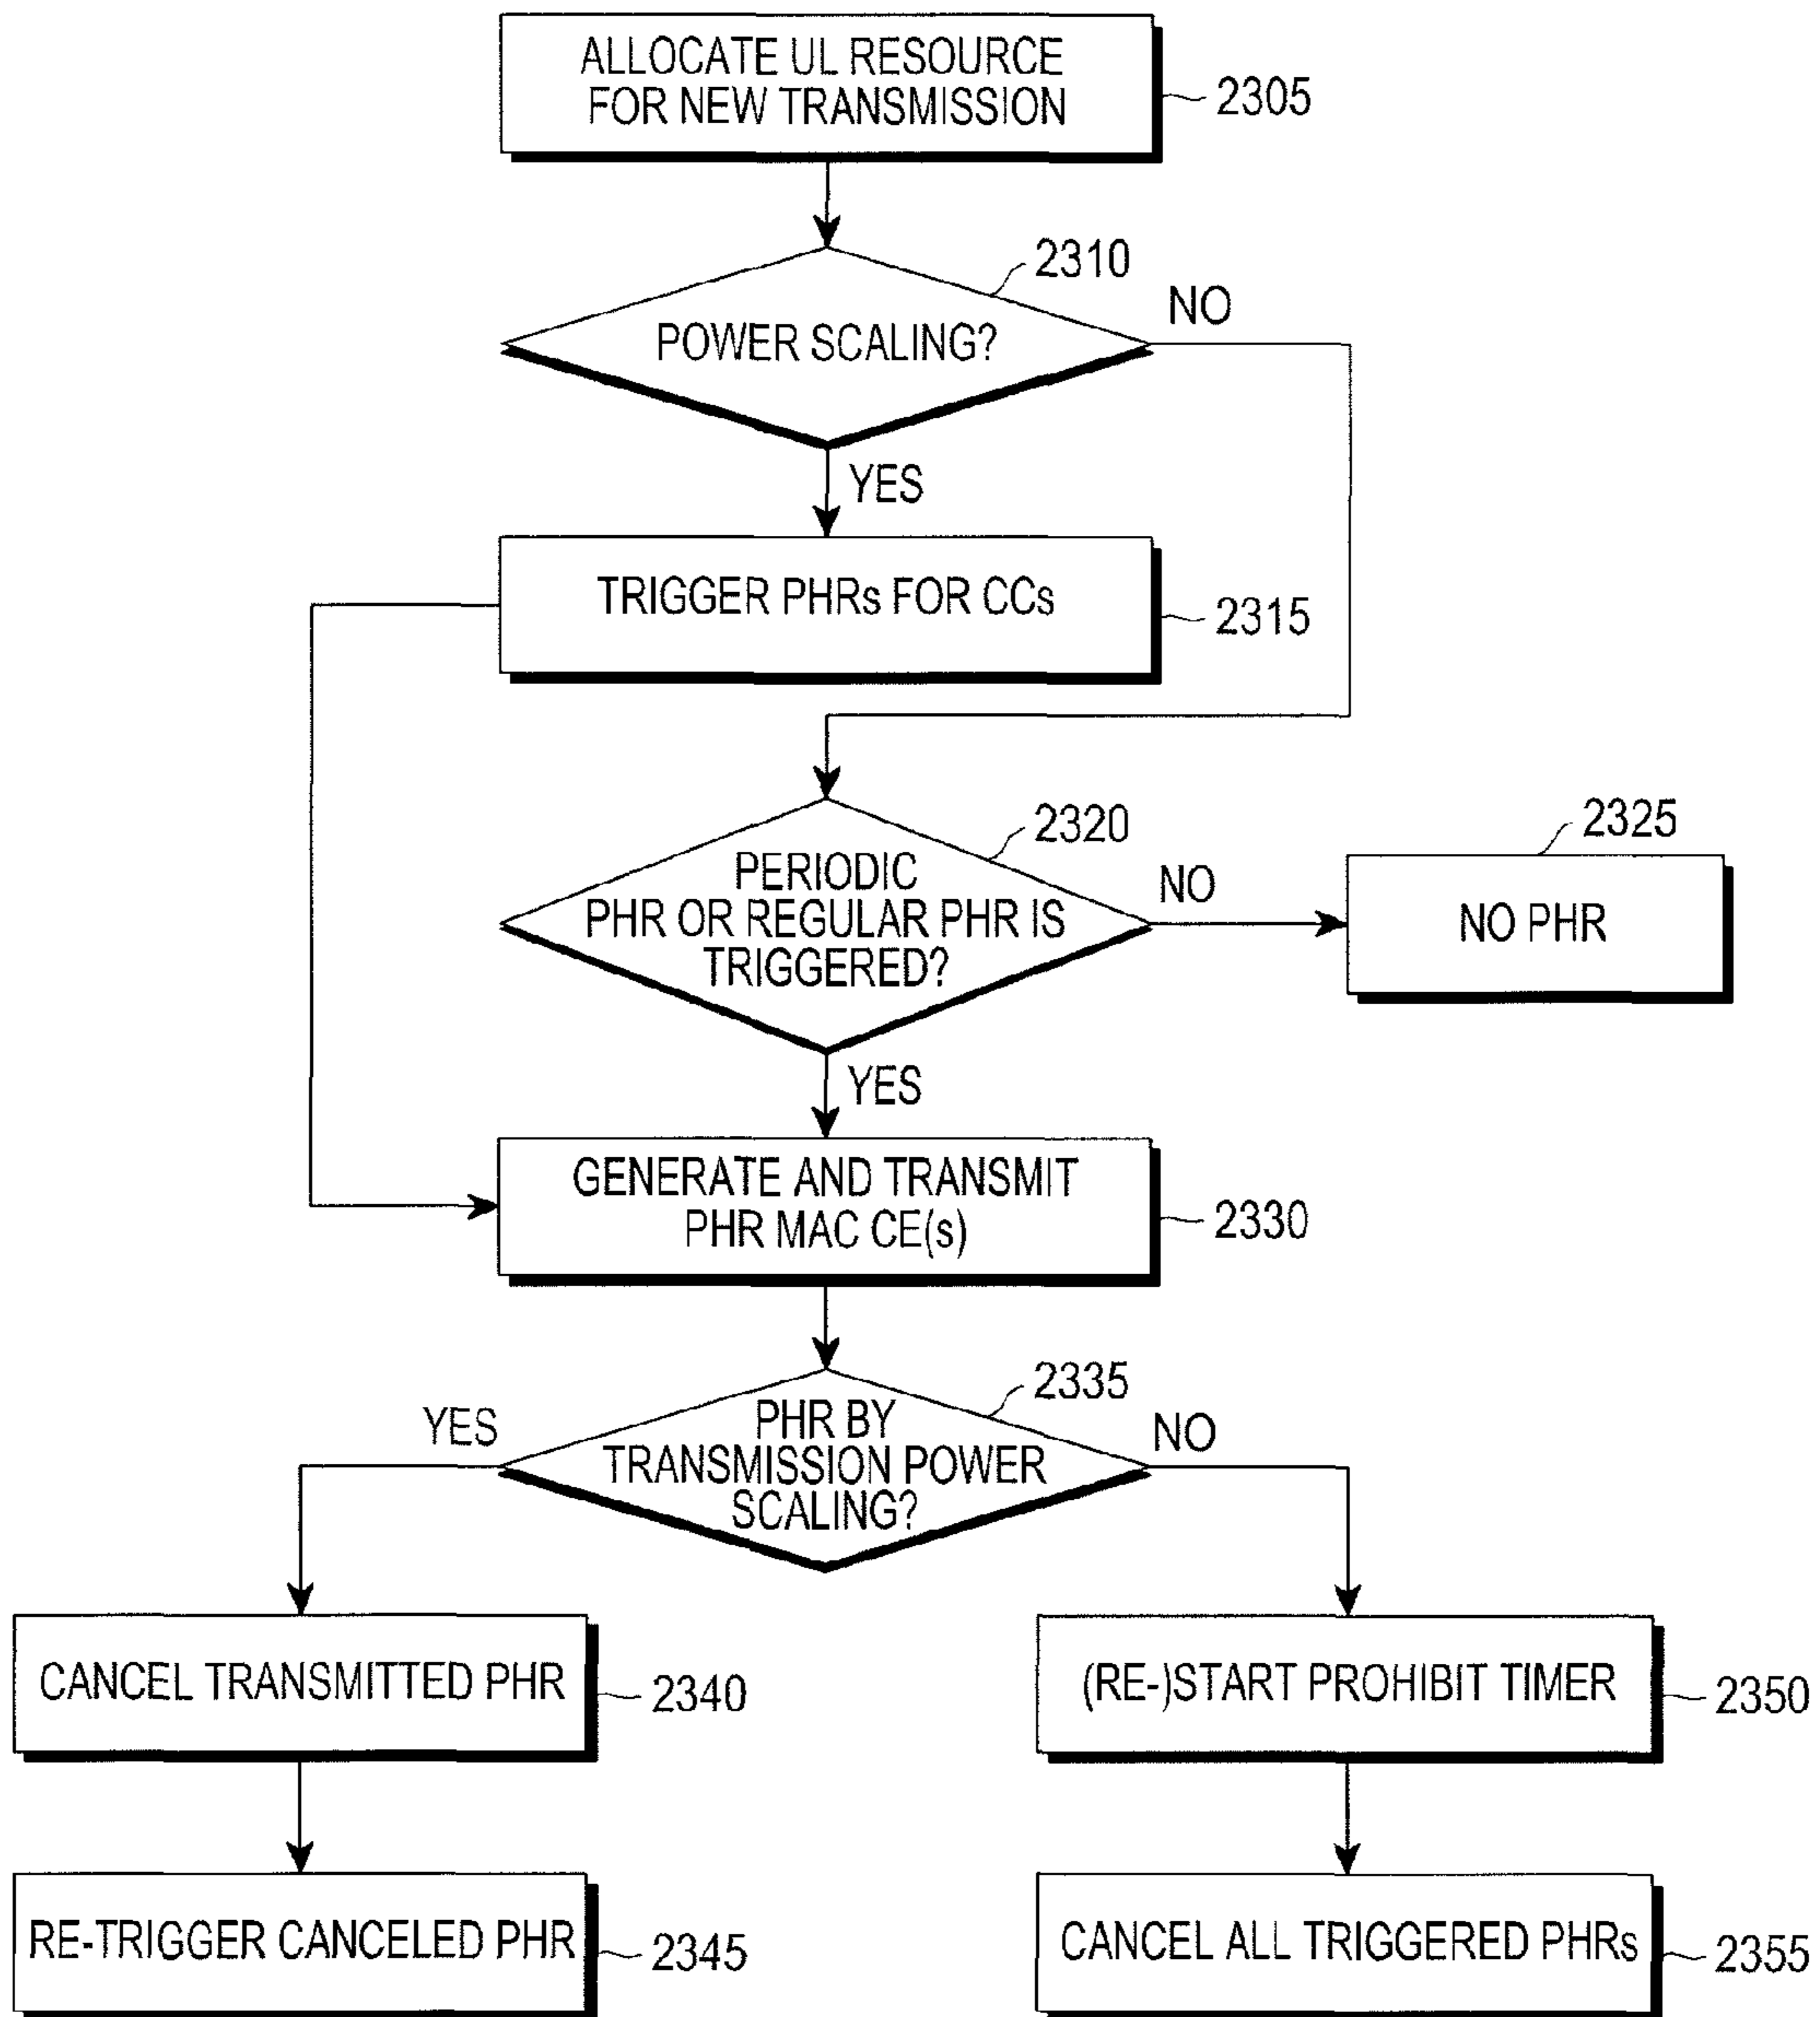 ALLOCATE UL RESOURCE
FOR NEW TRANSMISSION
2305
2310
POWER SCALING?
NO
YES
TRIGGER PHRs FOR CCs
2315
2320
PERIODIC
PHR OR REGULAR PHR IS
TRIGGERED?
NO
2325
NO PHR
YES
GENERATE AND TRANSMIT
PHR MAC CE(s)
2330
2335
PHR BY
TRANSMISSION POWER
SCALING?
YES
NO
CANCEL TRANSMITTED PHR
2340
(RE-)START PROHIBIT TIMER
2350
RE-TRIGGER CANCELED PHR
2345
CANCEL ALL TRIGGERED PHRs
2355